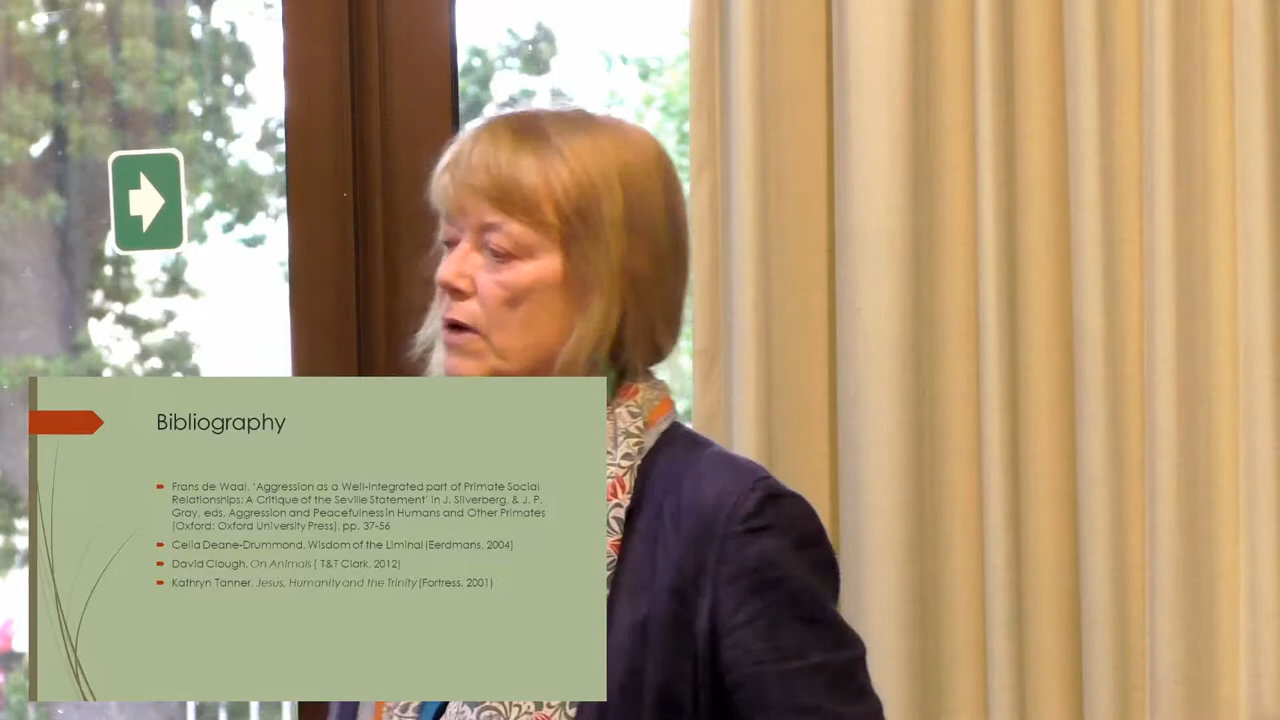 Bibliography
Frans de Waal, 'Aggression as a Well-Integrated part of Primate Social
Relationships: A Critique of the Seville Statement' in J. Silverberg, & J. P.
Gray, eds, Aggression and Peacefulness in Humans and Other Primates
(Oxford: Oxford University Press), pp. 37-56
Celia Deane-Drummond, Wisdom of the Liminal (Eerdmans, 2004)
David Clough, On Animals ( T&T Clark, 2012)
Kathryn Tanner, Jesus, Humanity and the Trinity (Fortress, 2001)